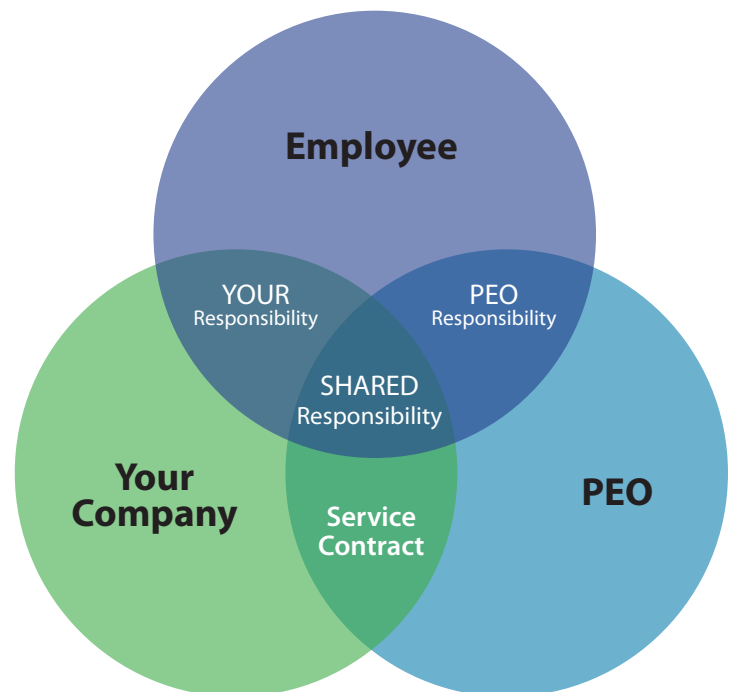 Employee
YOUR
Responsibility
PEO
Responsibility
SHARED
Responsibility
Your
Company
PEO
Service
Contract